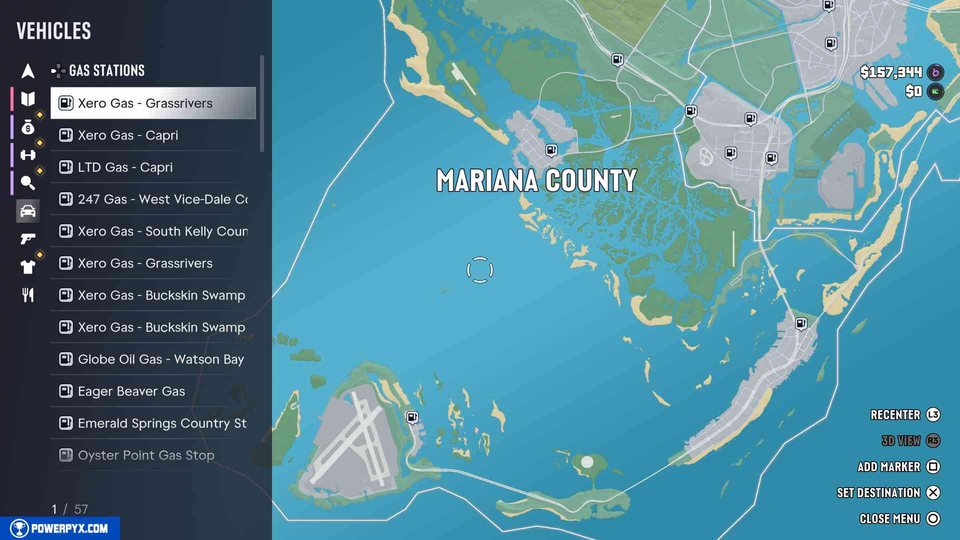 VEHICLES
GAS STATIONS
Xero Gas - Grassrivers
Xero Gas - Capri
LTD Gas - Capri
247 Gas - West Vice-Dale Co
Xero Gas - South Kelly Coun
Xero Gas - Grassrivers
Xero Gas - Buckskin Swamp
Xero Gas - Buckskin Swamp
Globe Oil Gas - Watson Bay
Eager Beaver Gas
Emerald Springs Country St
Oyster Point Gas Stop
1 / 57
POWERPYX.COM
MARIANA COUNTY
$157,344
$0
RECENTER L3
3D VIEW R3
ADD MARKER
SET DESTINATION
CLOSE MENU